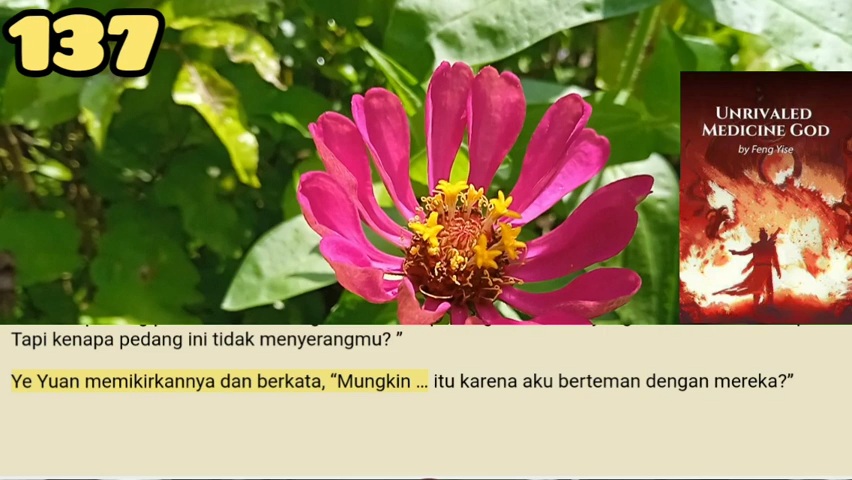 137
UNRIVALED
MEDICINE GOD
by Feng Yise
Tapi kenapa pedang ini tidak menyerangmu? ”
Ye Yuan memikirkannya dan berkata, “Mungkin ... itu karena aku berteman dengan mereka?”